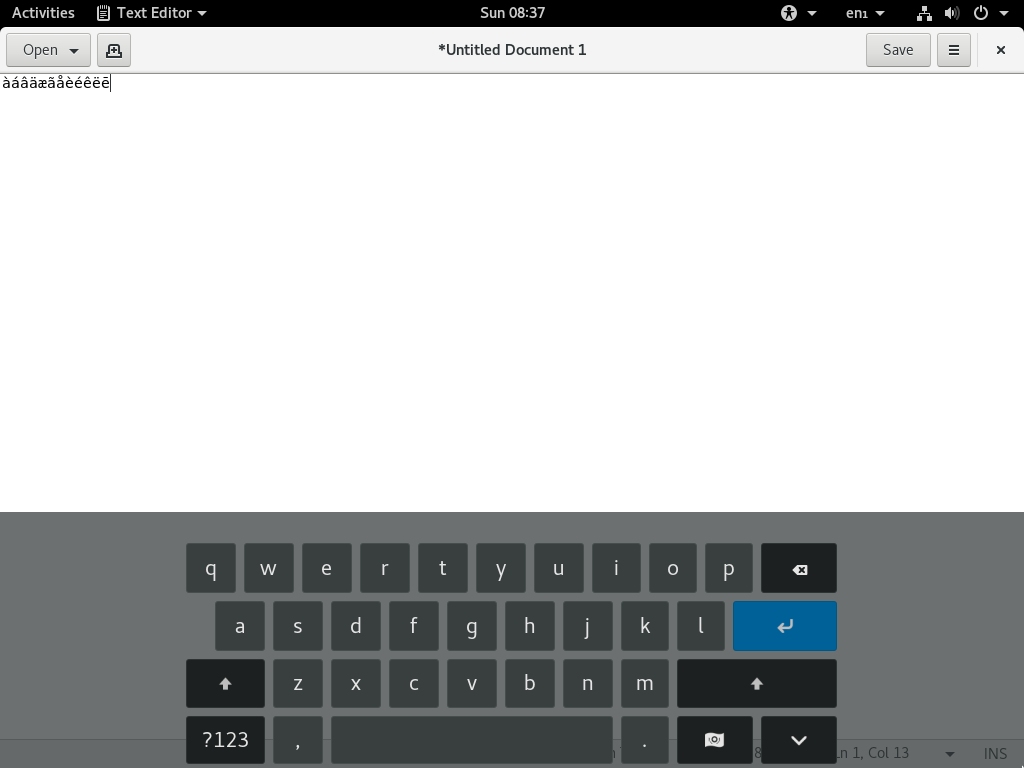 Activities Text Editor Sun 08:37 en₁
Open *Untitled Document 1 Save
àáâäæãåèéêëē
q w e r t y u i o p
a s d f g h j k l
z x c v b n m
?123 , .
Ln 1, Col 13 INS